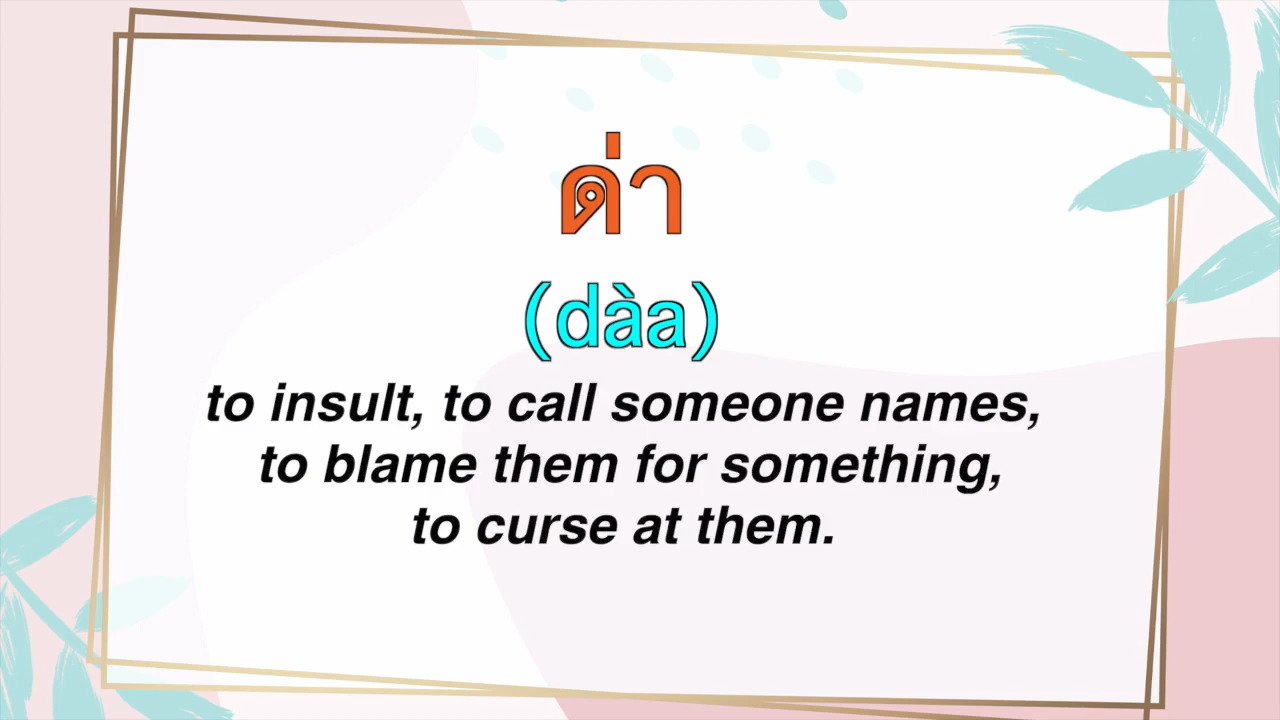 ด่า
(dàa)
to insult, to call someone names,
to blame them for something,
to curse at them.